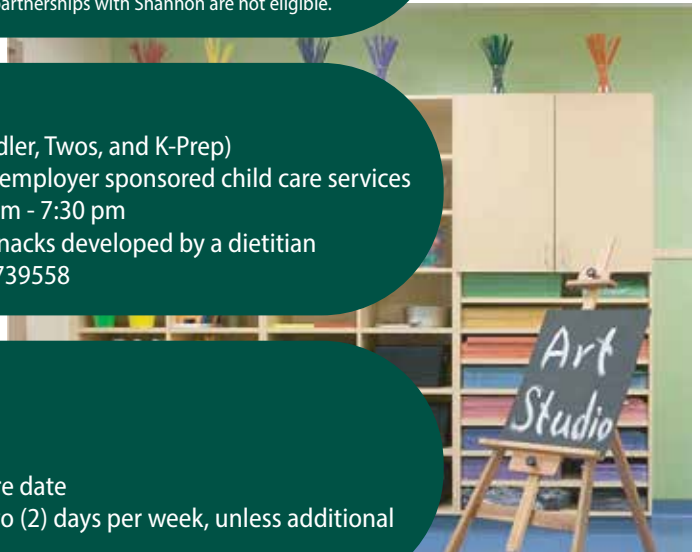 partnerships with Shannon are not eligible.
dler, Twos, and K-Prep)
employer sponsored child care services
m - 7:30 pm
nacks developed by a dietitian
739558
e date
o (2) days per week, unless additional
Art
Studio